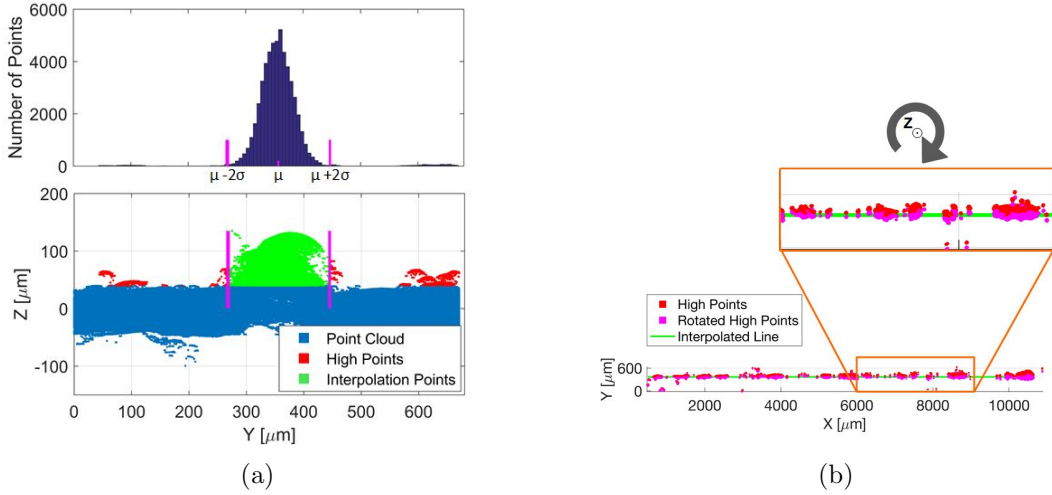 6000
4000
2000
0
Number of Points
μ -2σ
μ
μ +2σ
200
100
0
-100
Z [μm]
Point Cloud
High Points
Interpolation Points
0
100
200
300
400
500
600
Y [μm]
(a)
Z
High Points
Rotated High Points
Interpolated Line
600
0
Y [μm]
2000
4000
6000
8000
10000
X [μm]
(b)